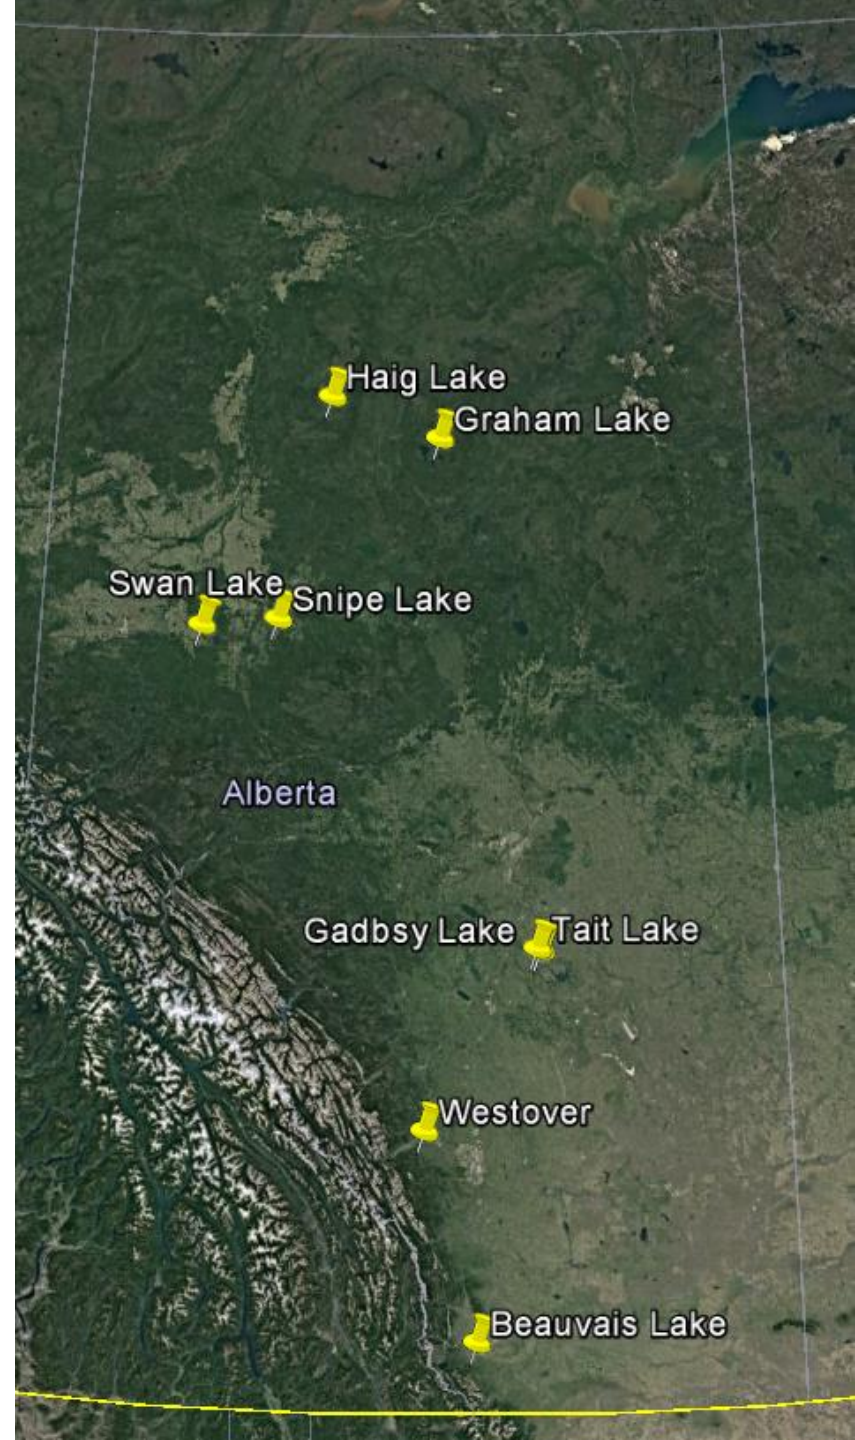 Haig Lake
Graham Lake
Swan Lake
Snipe Lake
Alberta
Gadbsy Lake
Tait Lake
Westover
Beauvais Lake